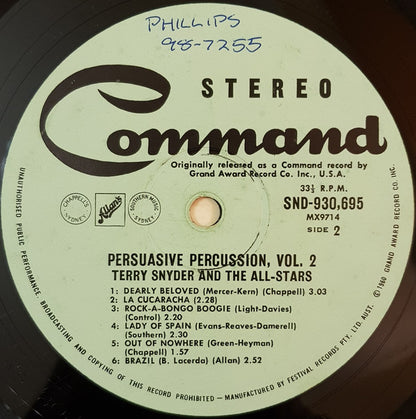 PHILLIPS
98-7255
STEREO
Command
Originally released as a Command record by
Grand Award Record Co. Inc., U.S.A.
33⅓ R.P.M.
SND-930,695
MX9714
SIDE 2
CHAPPELL'S
SYDNEY
Allan's
SOUTHERN MUSIC
SYDNEY
PERSUASIVE PERCUSSION, VOL. 2
TERRY SNYDER AND THE ALL-STARS
1: DEARLY BELOVED (Mercer-Kern) (Chappell) 3.03
2: LA CUCARACHA (2.28)
3: ROCK-A-BONGO BOOGIE (Light-Davies)
(Control) 2.20
4: LADY OF SPAIN (Evans-Reaves-Damerell)
(Southern) 2.30
5: OUT OF NOWHERE (Green-Heyman)
(Chappell) 1.57
6: BRAZIL (B. Lacerda) (Allan) 2.52
UNAUTHORISED PUBLIC PERFORMANCE, BROADCASTING AND COPYING OF THIS RECORD PROHIBITED — MANUFACTURED BY FESTIVAL RECORDS PTY. LTD. AUST. © 1960 GRAND AWARD RECORD CO. INC.